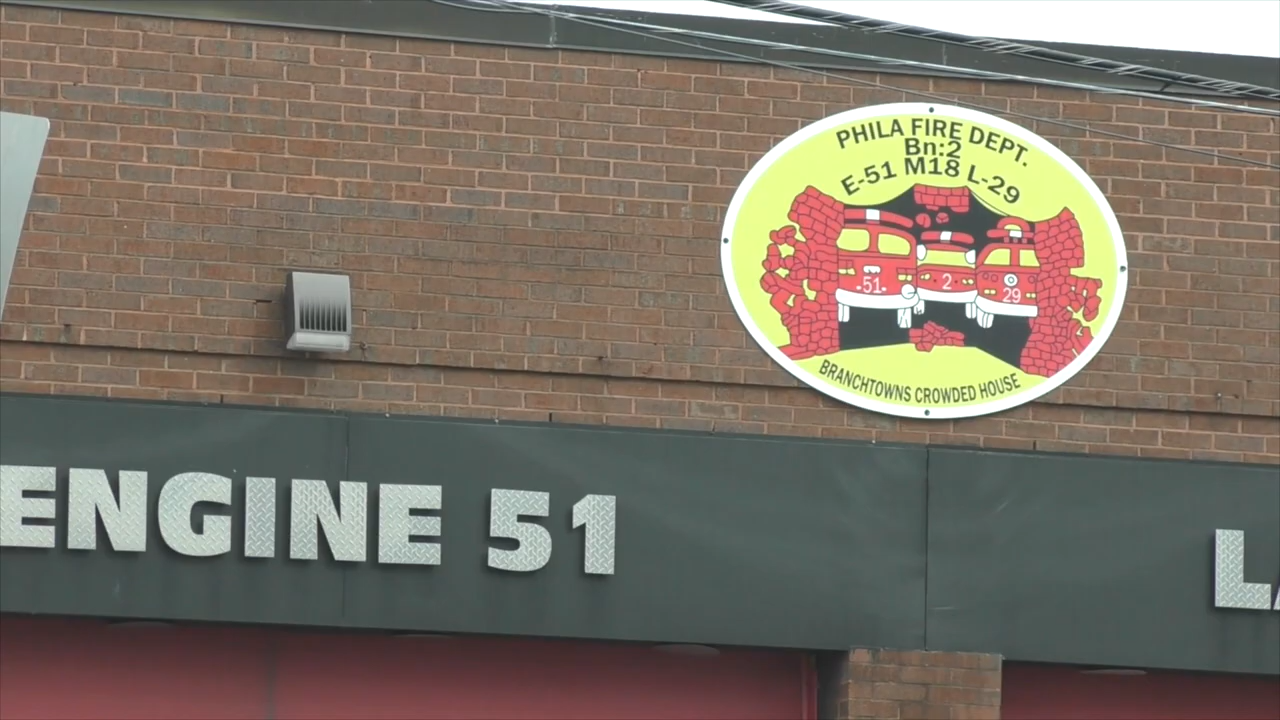 PHILA FIRE DEPT.
Bn:2
E-51 M18 L-29
51
2
29
BRANCHTOWNS CROWDED HOUSE
ENGINE 51